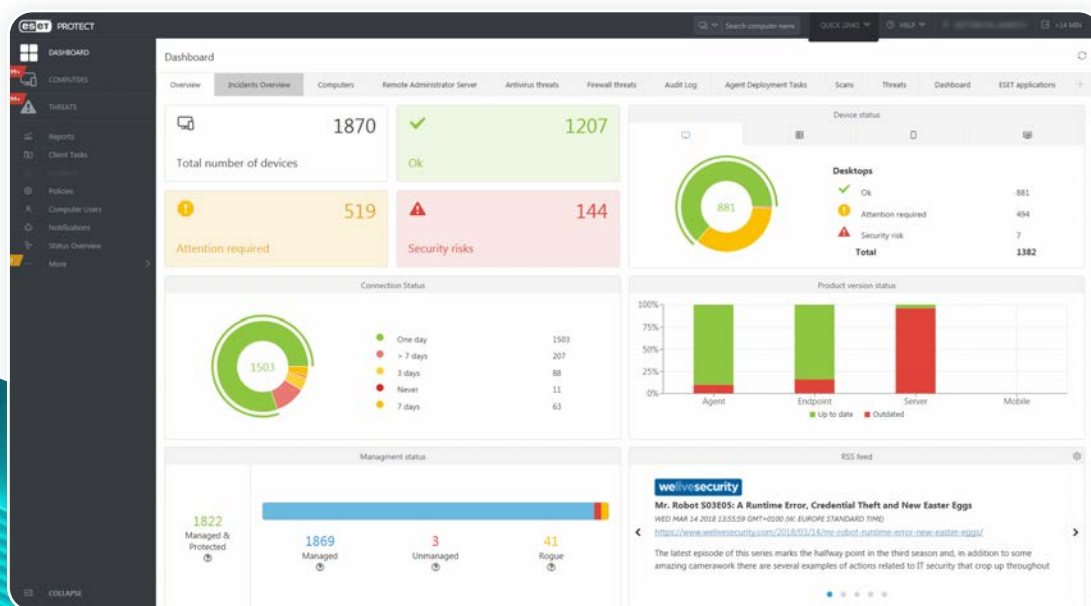 eseT PROTECT
Search computer name
QUICK LINKS
HELP
>14 MIN
DASHBOARD
COMPUTERS
THREATS
Reports
Client Tasks
Policies
Computer Users
Notifications
Status Overview
More
COLLAPSE
Dashboard
Overview
Incidents Overview
Computers
Remote Administrator Server
Antivirus threats
Firewall threats
Audit Log
Agent Deployment Tasks
Scans
Threats
Dashboard
ESET applications
1870
Total number of devices
1207
Ok
519
Attention required
144
Security risks
Device status
881
Desktops
Ok 881
Attention required 494
Security risk 7
Total 1382
Connection Status
1503
One day 1503
> 7 days 207
3 days 88
Never 11
7 days 63
Product version status
100%
75%
50%
25%
0%
Agent Endpoint Server Mobile
Up to date Outdated
Managment status
1822
Managed &
Protected
1869
Managed
3
Unmanaged
41
Rogue
RSS feed
welivesecurity
Mr. Robot S03E05: A Runtime Error, Credential Theft and New Easter Eggs
WED MAR 14 2018 13:55:59 GMT+0100 (W. EUROPE STANDARD TIME)
https://www.welivesecurity.com/2018/03/14/mr-robot-runtime-error-new-easter-eggs/
The latest episode of this series marks the halfway point in the third season and, in addition to some
amazing camerawork there are several examples of actions related to IT security that crop up throughout